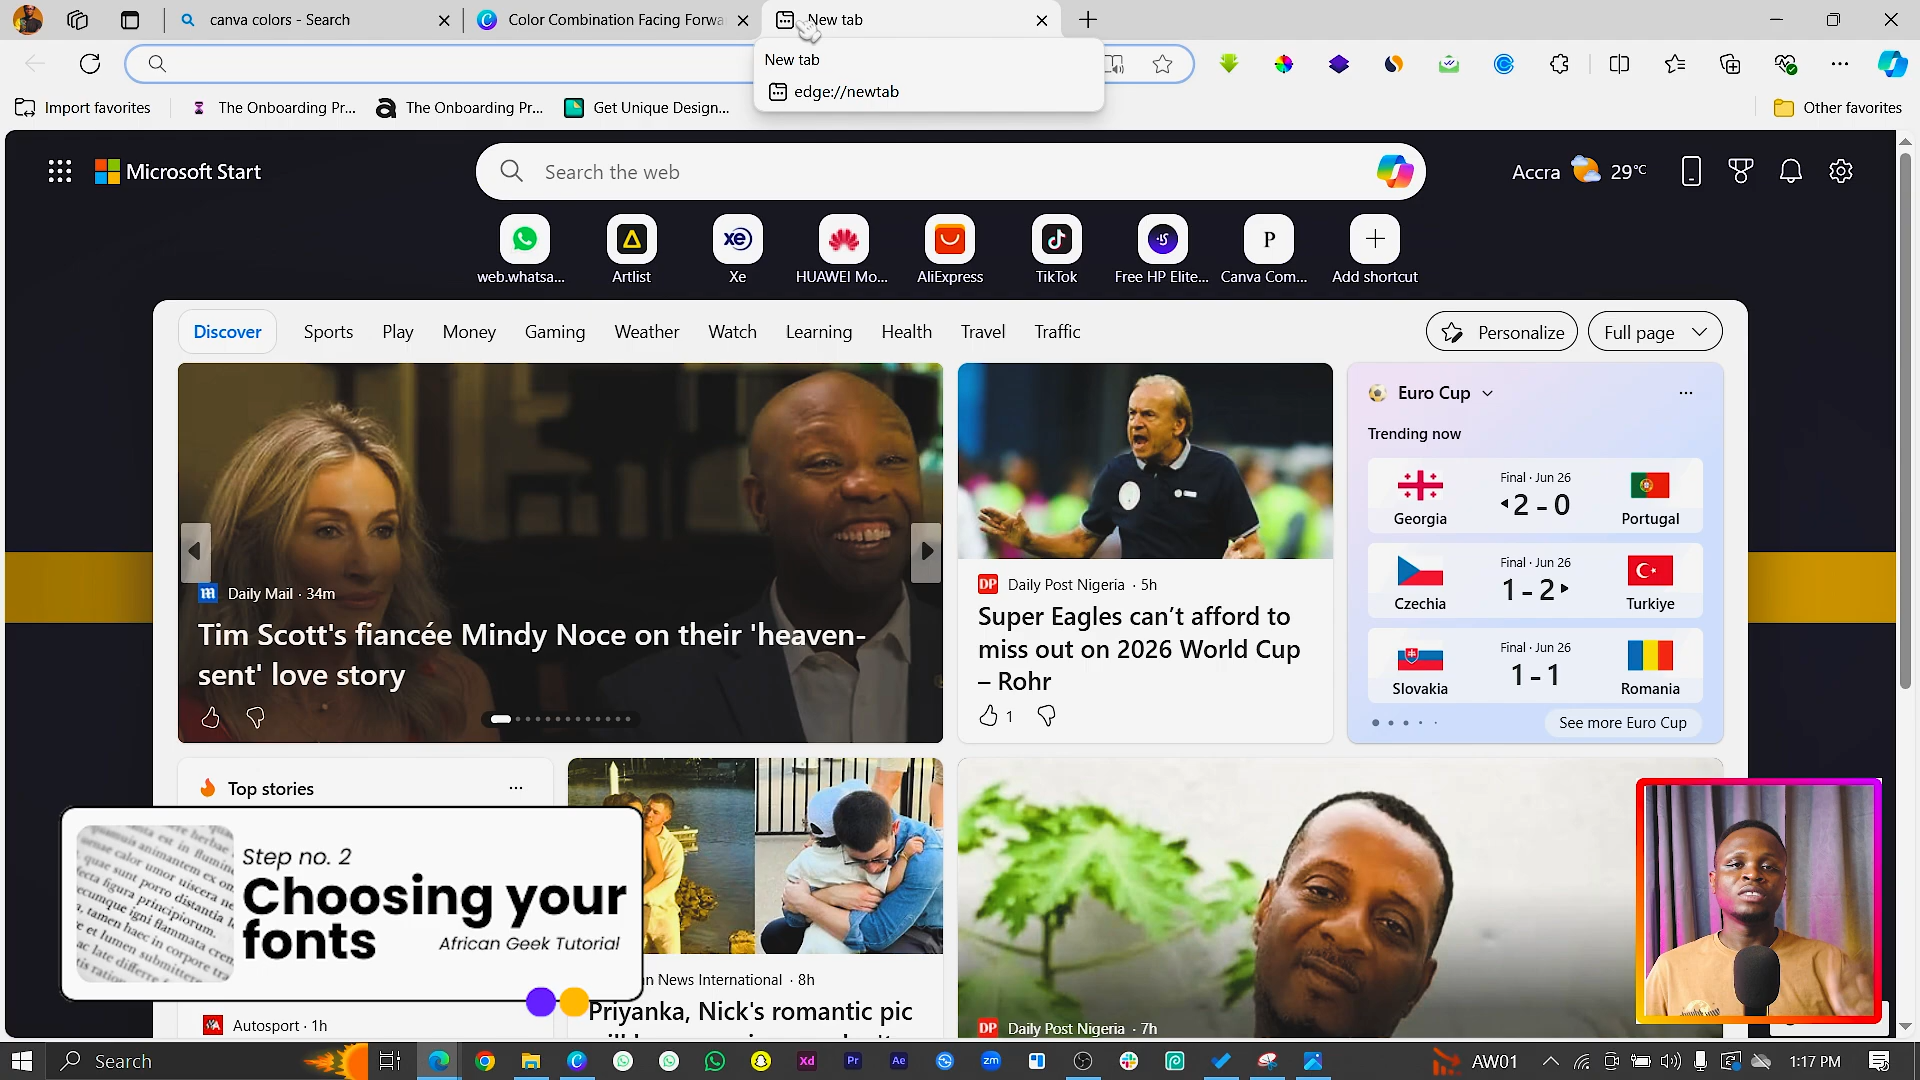 canva colors - Search
Color Combination Facing Forwa
New tab
New tab
edge://newtab
Import favorites
The Onboarding Pr...
The Onboarding Pr...
Get Unique Design...
Other favorites
Microsoft Start
Search the web
Accra 29°C
web.whatsa...
Artlist
Xe
HUAWEI Mo...
AliExpress
TikTok
Free HP Elite...
Canva Com...
Add shortcut
Discover
Sports
Play
Money
Gaming
Weather
Watch
Learning
Health
Travel
Traffic
Personalize
Full page
Daily Mail · 34m
Tim Scott's fiancée Mindy Noce on their 'heaven-
sent' love story
DP Daily Post Nigeria · 5h
Super Eagles can’t afford to
miss out on 2026 World Cup
– Rohr
1
Euro Cup
Trending now
Final · Jun 26
2 - 0
Georgia
Portugal
Final · Jun 26
1 - 2
Czechia
Turkiye
Final · Jun 26
1 - 1
Slovakia
Romania
See more Euro Cup
Top stories
Step no. 2
Choosing your
fonts
African Geek Tutorial
News International · 8h
Priyanka, Nick's romantic pic
Autosport · 1h
DP Daily Post Nigeria · 7h
Search
Xd
Pr
Ae
zm
AW01
1:17 PM